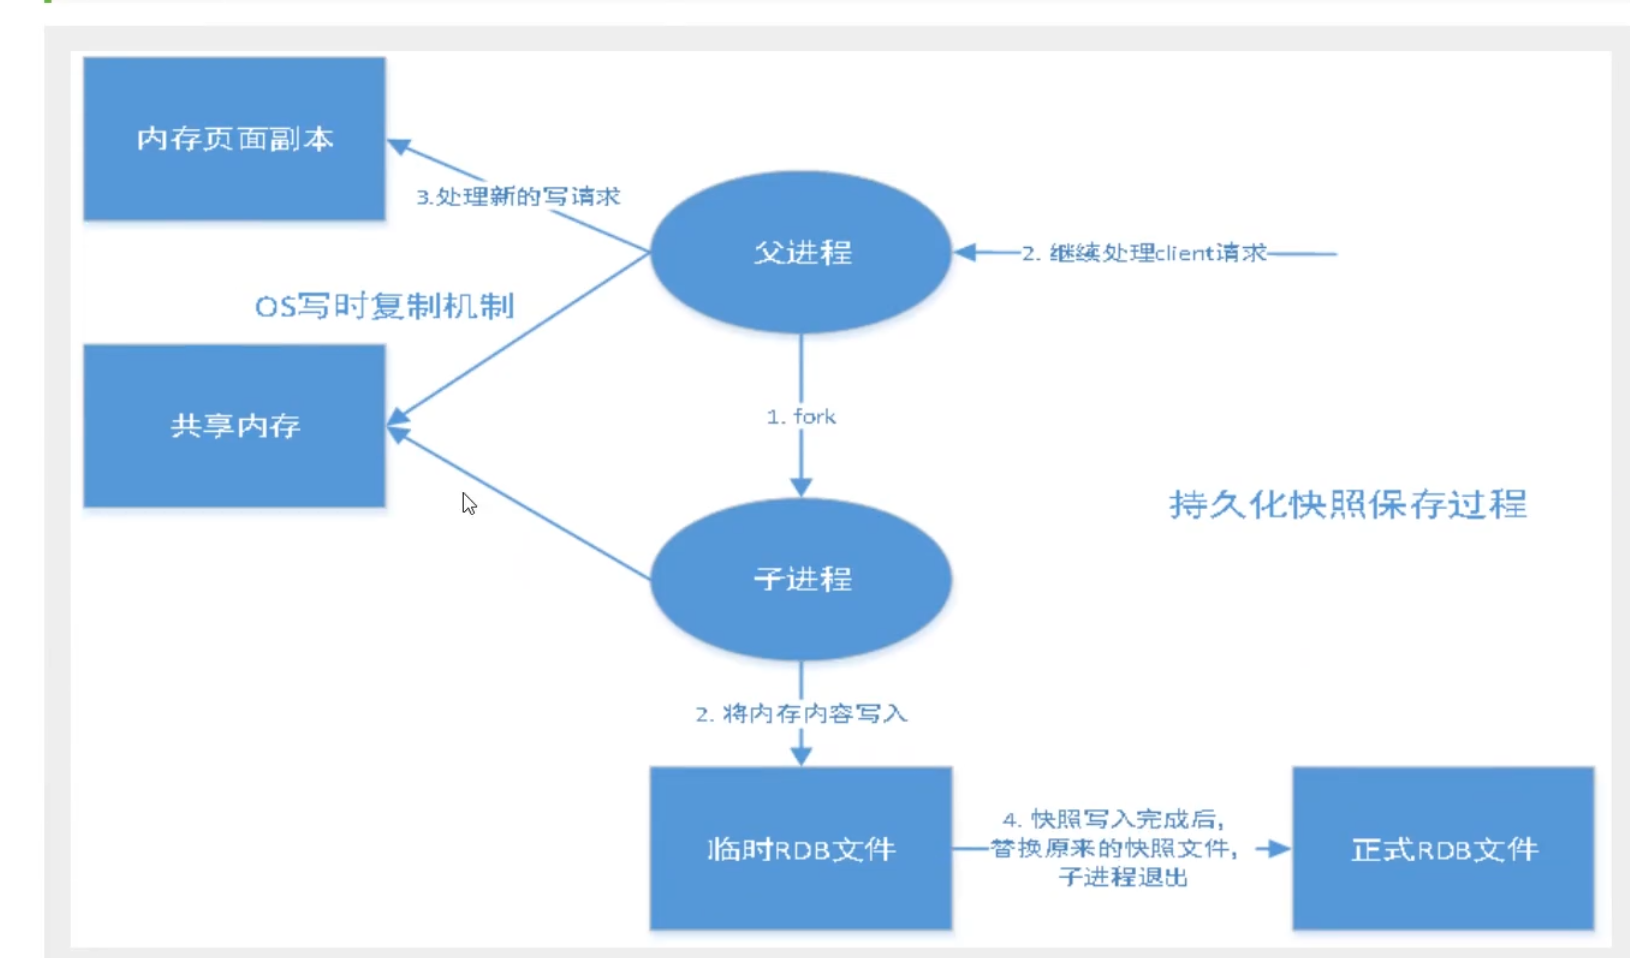 内存页面副本
3.处理新的写请求
父进程
2. 继续处理client请求
OS写时复制机制
共享内存
1. fork
持久化快照保存过程
子进程
2. 将内存内容写入
临时RDB文件
4. 快照写入完成后,
替换原来的快照文件,
子进程退出
正式RDB文件